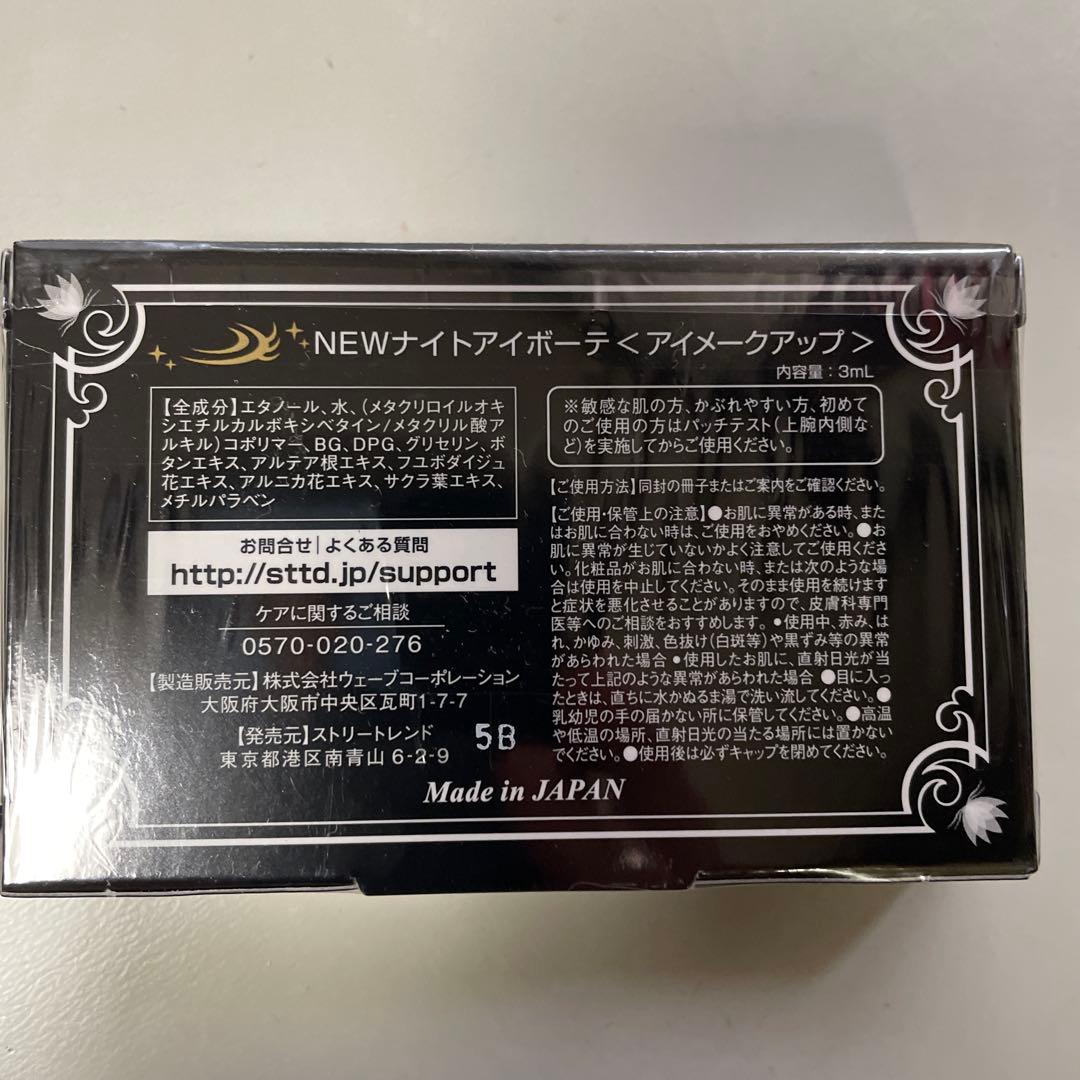 NEWナイトアイボーテ＜アイメークアップ＞
内容量：3mL
【全成分】エタノール、水、(メタクリロイルオキ
シエチルカルボキシベタイン/メタクリル酸ア
ルキル)コポリマー、BG、DPG、グリセリン、ボ
タンエキス、アルテア根エキス、フユボダイジュ
花エキス、アルニカ花エキス、サクラ葉エキス、
メチルパラベン
お問合せ｜よくある質問
http://sttd.jp/support
ケアに関するご相談
0570-020-276
【製造販売元】株式会社ウェーブコーポレーション
大阪府大阪市中央区瓦町1-7-7
【発売元】ストリートレンド
東京都港区南青山 6-2-9
5B
※敏感な肌の方、かぶれやすい方、初めて
のご使用の方はパッチテスト(上腕内側な
ど)を実施してからご使用ください。
【ご使用方法】同封の冊子またはご案内をご確認ください。
【ご使用・保管上の注意】●お肌に異常がある時、また
はお肌に合わない時は、ご使用をおやめください。●お
肌に異常が生じていないかよく注意してご使用くださ
い。化粧品がお肌に合わない時、または次のような場
合は使用を中止してください。そのまま使用を続けます
と症状を悪化させることがありますので、皮膚科専門
医等へのご相談をおすすめします。•使用中、赤み、は
れ、かゆみ、刺激、色抜け(白斑等)や黒ずみ等の異常
があらわれた場合 •使用したお肌に、直射日光が当
たって上記のような異常があらわれた場合 ●目に入っ
たときは、直ちに水かぬるま湯で洗い流してください。●
乳幼児の手の届かない所に保管してください。●高温
や低温の場所、直射日光の当たる場所には置かない
でください。●使用後は必ずキャップを閉めてください。
Made in JAPAN